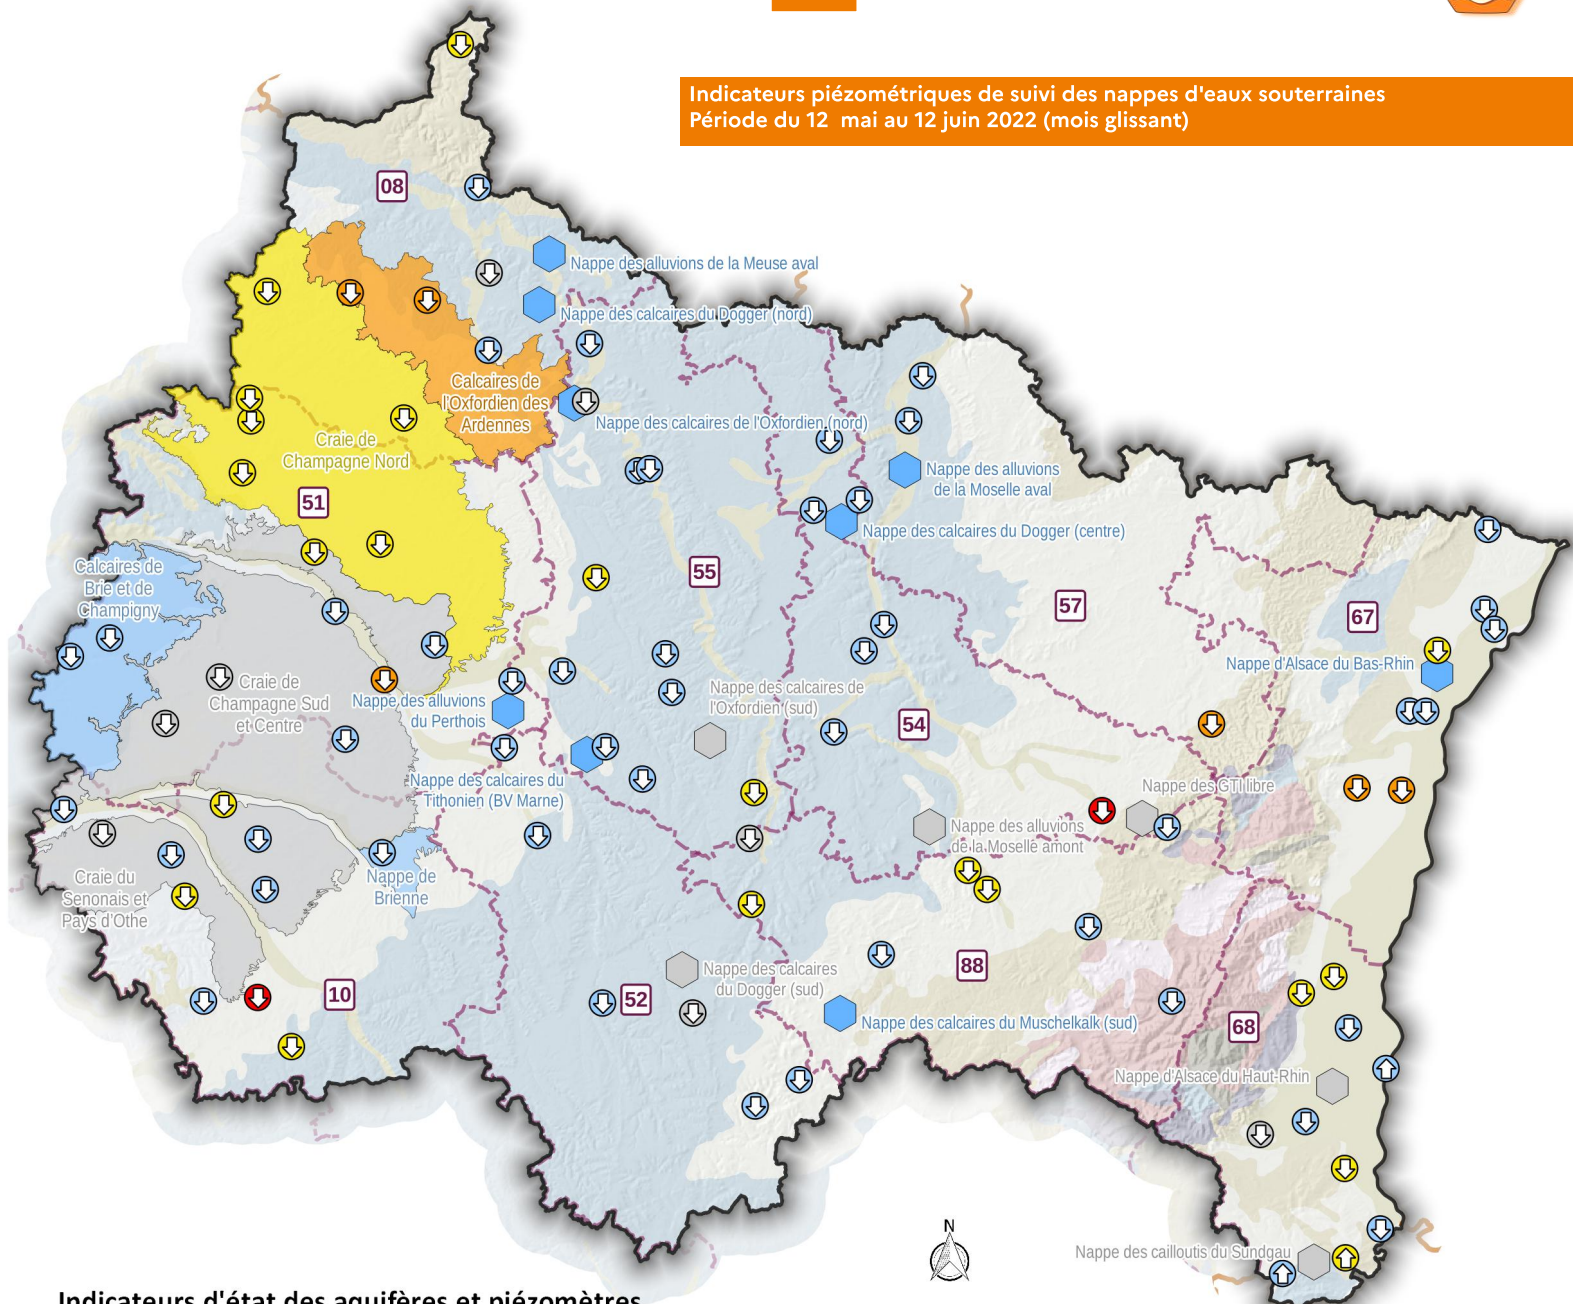 Indicateurs piézométriques de suivi des nappes d'eaux souterraines
Période du 12 mai au 12 juin 2022 (mois glissant)
08
Nappe des alluvions de la Meuse aval
Nappe des calcaires du Dogger (nord)
Calcaires de
l'Oxfordien des
Ardennes
Nappe des calcaires de l'Oxfordien (nord)
Craie de
Champagne Nord
Nappe des alluvions
de la Moselle aval
51
Nappe des calcaires du Dogger (centre)
Calcaires de
Brie et de
Champigny
55
57
67
Nappe d'Alsace du Bas-Rhin
Craie de
Champagne Sud
et Centre
Nappe des alluvions
du Perthois
Nappe des calcaires de
l'Oxfordien (sud)
54
Nappe des calcaires du
Tithonien (BV Marne)
Nappe des GTI libre
Nappe des alluvions
de la Moselle amont
Craie du
Senonais et
Pays d'Othe
Nappe de
Brienne
10
52
Nappe des calcaires
du Dogger (sud)
88
Nappe des calcaires du Muschelkalk (sud)
68
Nappe d'Alsace du Haut-Rhin
N
Nappe des cailloutis du Sundgau
Indicateurs d'état des aquifères et piézomètres